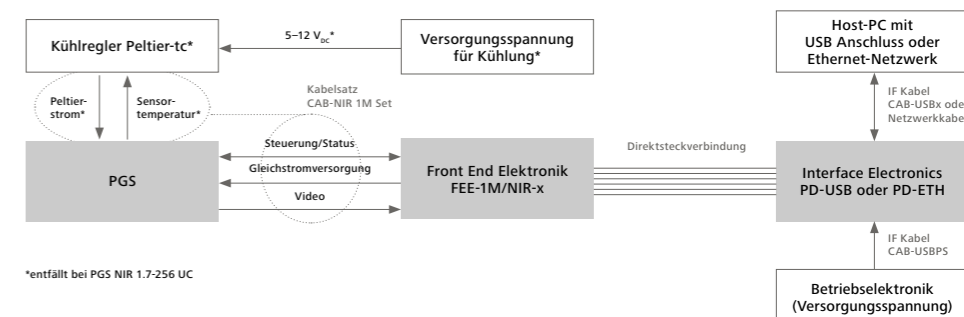 Kühlregler Peltier-tc*
5–12 VDC*
Versorgungsspannung
für Kühlung*
Host-PC mit
USB Anschluss oder
Ethernet-Netzwerk
Peltier-
strom*
Sensor-
temperatur*
Kabelsatz
CAB-NIR 1M Set
IF Kabel
CAB-USBx ode
Netzwerkkabe
PGS
Steuerung/Status
Gleichstromversorgung
Video
Front End Elektronik
FEE-1M/NIR-x
Direktsteckverbindung
Interface Electronics
PD-USB oder PD-ETH
IF Kabel
CAB-USBPS
*entfällt bei PGS NIR 1.7-256 UC
Betriebselektronik
(Versorgungsspannung)